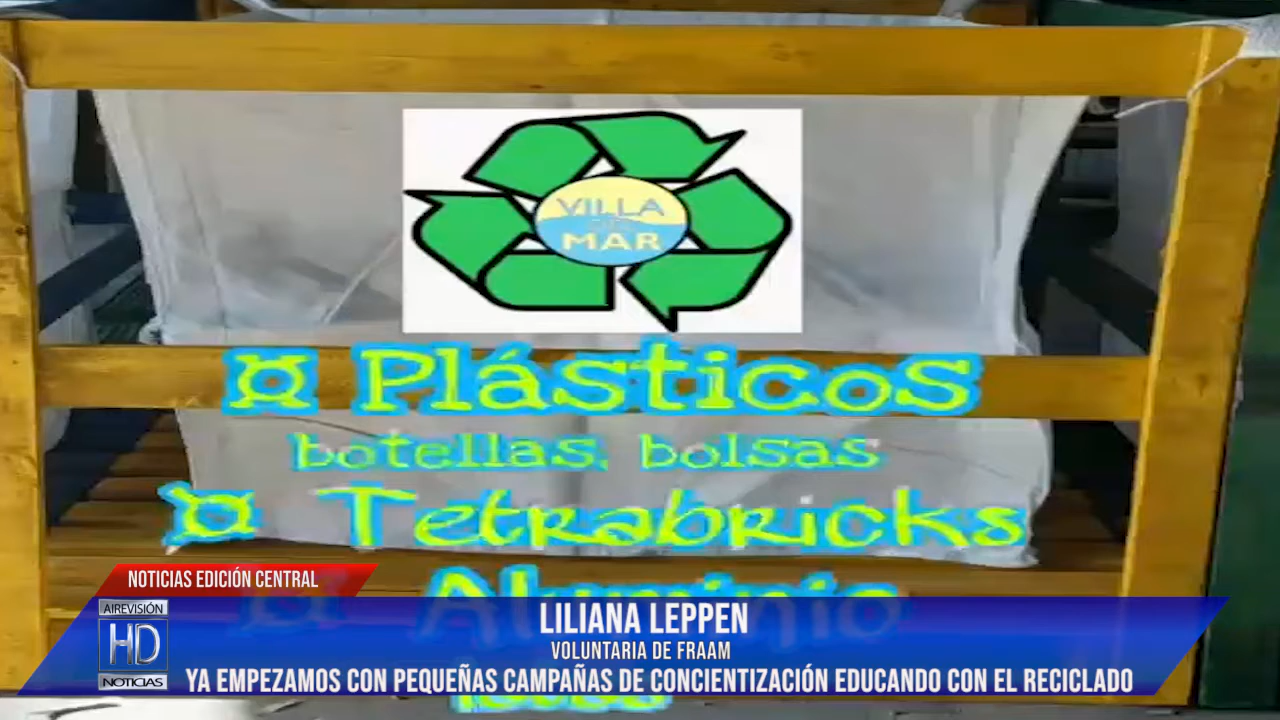 VILLA
MAR
¤ Plásticos
botellas, bolsas
¤ Tetrabricks
¤ Aluminio
NOTICIAS EDICIÓN CENTRAL
AIREVISIÓN
HD
NOTICIAS
LILIANA LEPPEN
VOLUNTARIA DE FRAAM
YA EMPEZAMOS CON PEQUEÑAS CAMPAÑAS DE CONCIENTIZACIÓN EDUCANDO CON EL RECICLADO